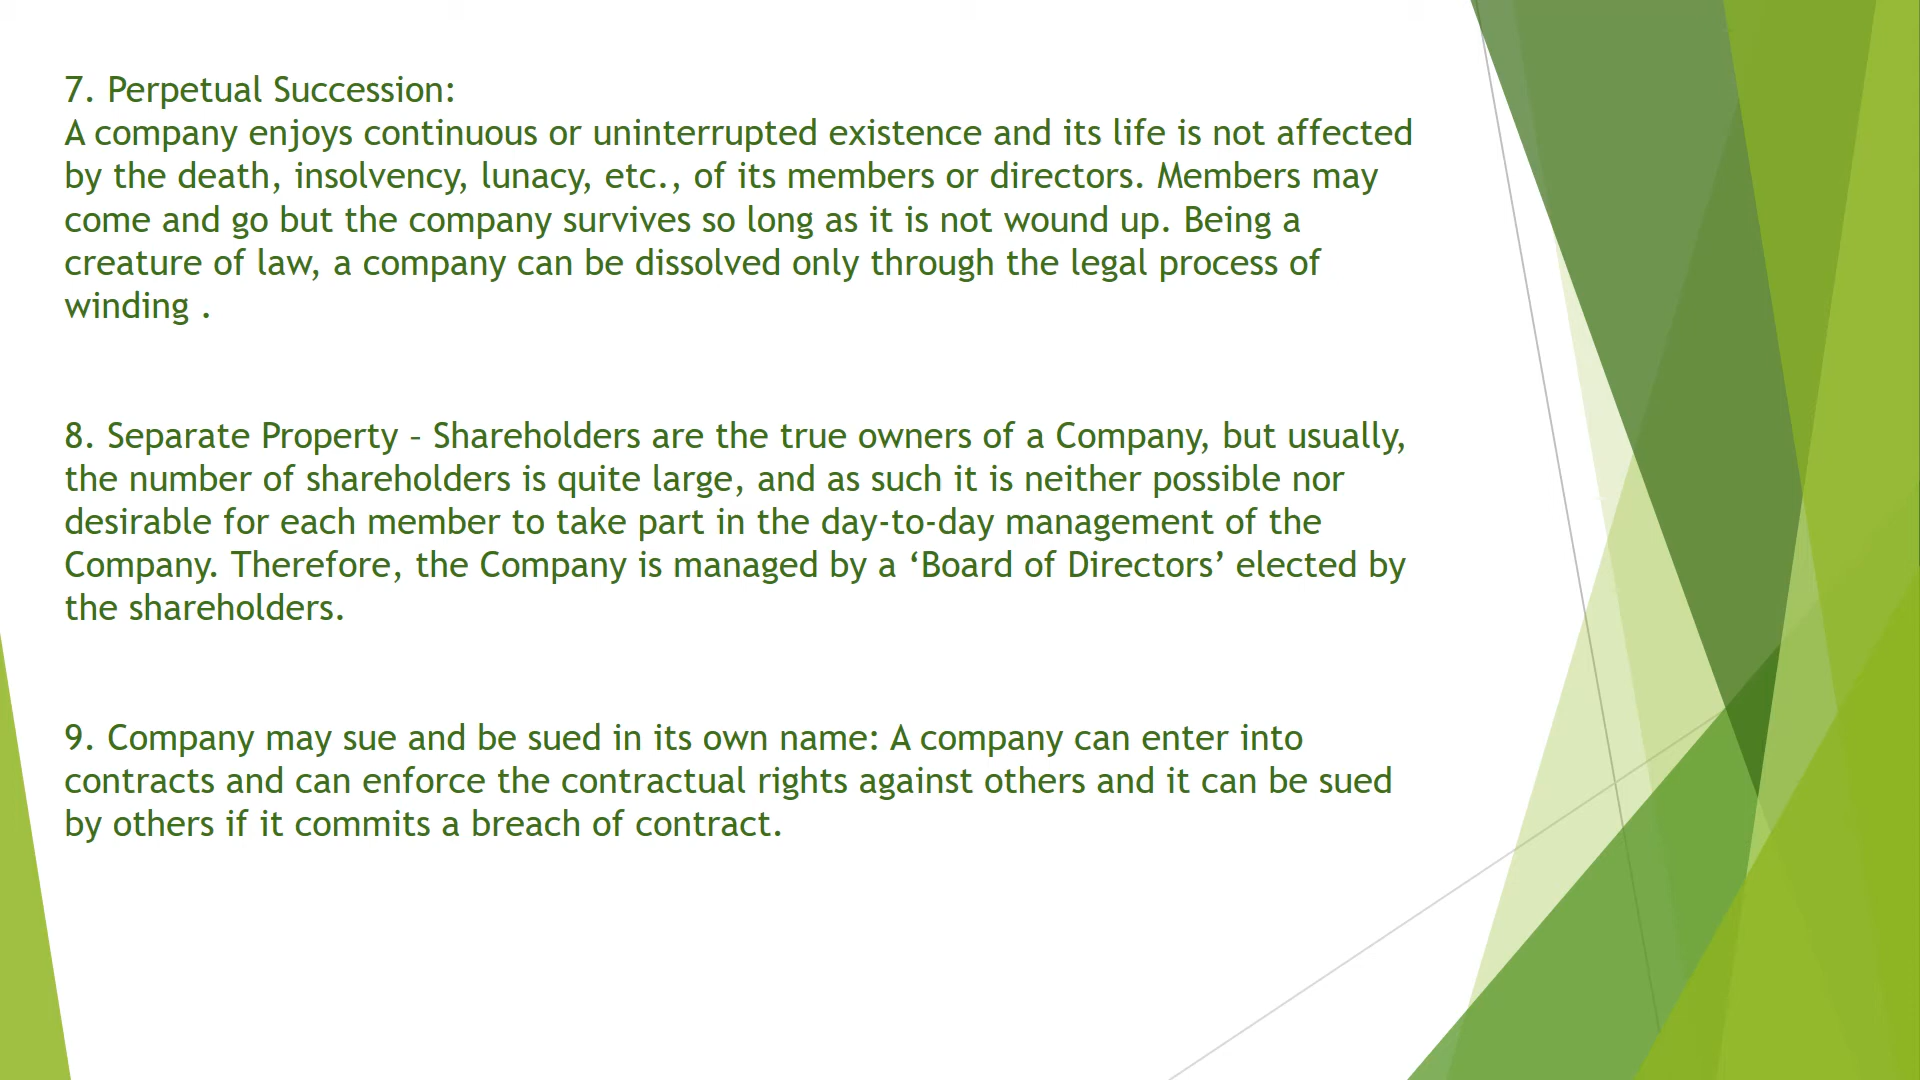 7. Perpetual Succession:
A company enjoys continuous or uninterrupted existence and its life is not affected
by the death, insolvency, lunacy, etc., of its members or directors. Members may
come and go but the company survives so long as it is not wound up. Being a
creature of law, a company can be dissolved only through the legal process of
winding .
8. Separate Property – Shareholders are the true owners of a Company, but usually,
the number of shareholders is quite large, and as such it is neither possible nor
desirable for each member to take part in the day-to-day management of the
Company. Therefore, the Company is managed by a ‘Board of Directors’ elected by
the shareholders.
9. Company may sue and be sued in its own name: A company can enter into
contracts and can enforce the contractual rights against others and it can be sued
by others if it commits a breach of contract.